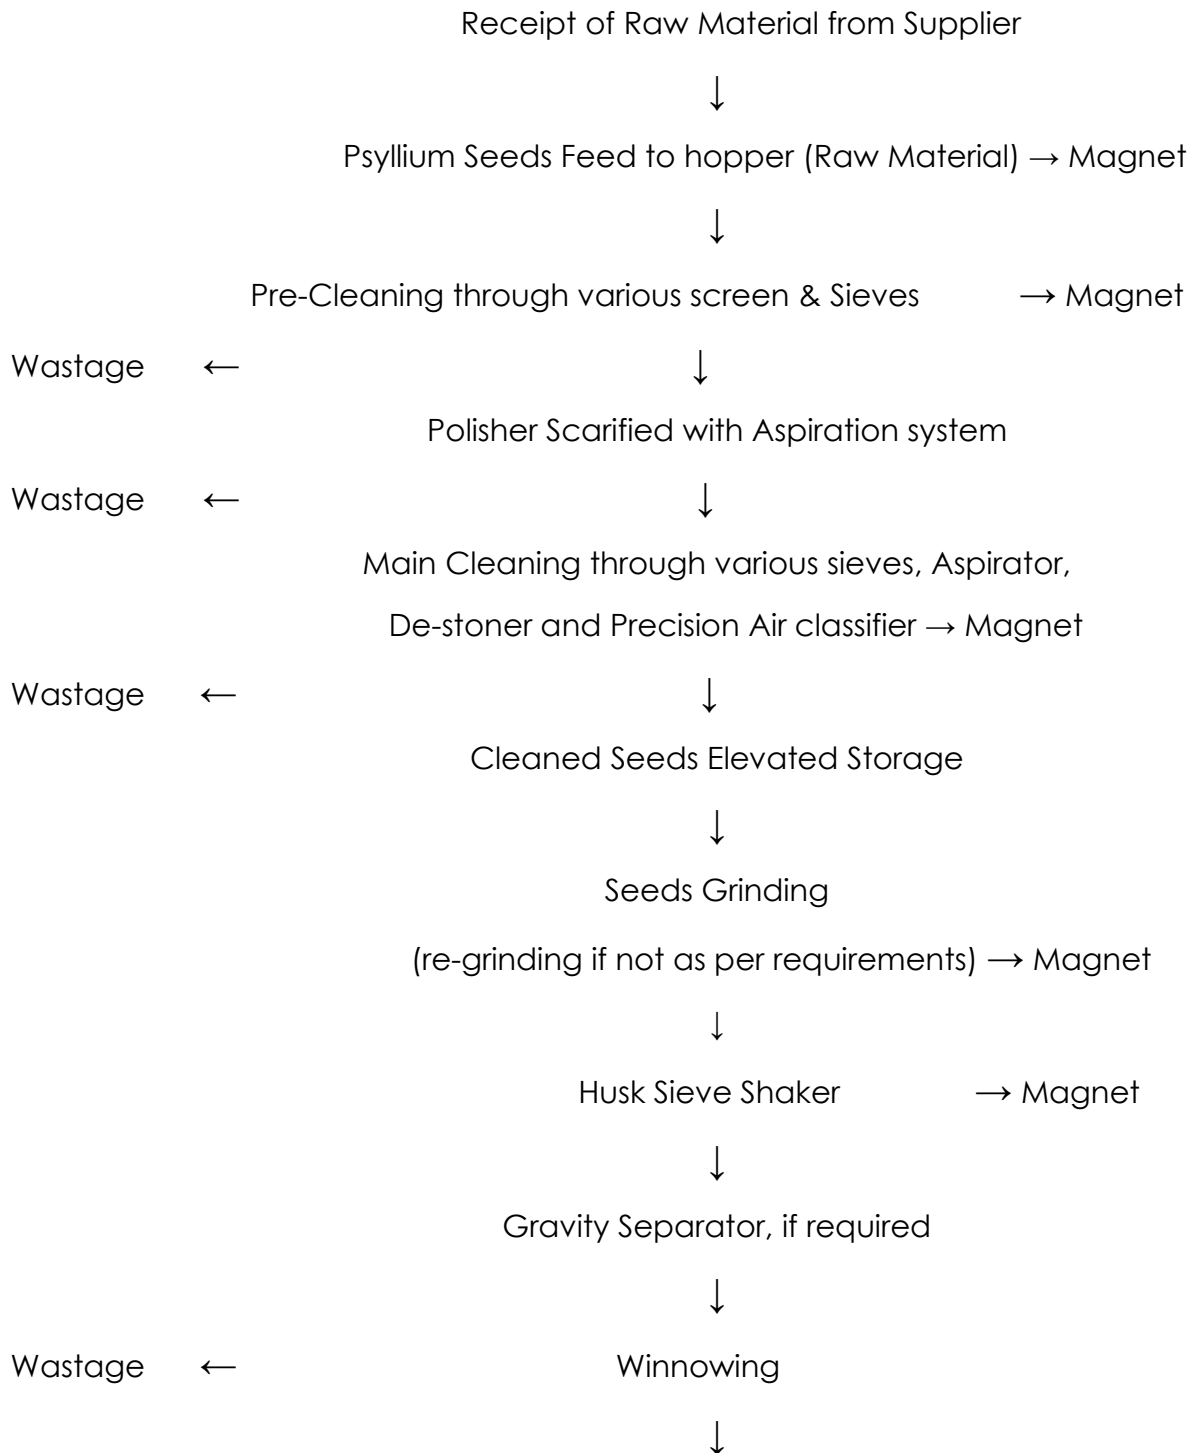 Receipt of Raw Material from Supplier
↓
Psyllium Seeds Feed to hopper (Raw Material) → Magnet
↓
Pre-Cleaning through various screen & Sieves → Magnet
Wastage ← ↓
Polisher Scarified with Aspiration system
Wastage ← ↓
Main Cleaning through various sieves, Aspirator,
De-stoner and Precision Air classifier → Magnet
Wastage ← ↓
Cleaned Seeds Elevated Storage
↓
Seeds Grinding
(re-grinding if not as per requirements) → Magnet
↓
Husk Sieve Shaker → Magnet
↓
Gravity Separator, if required
↓
Wastage ← Winnowing
↓